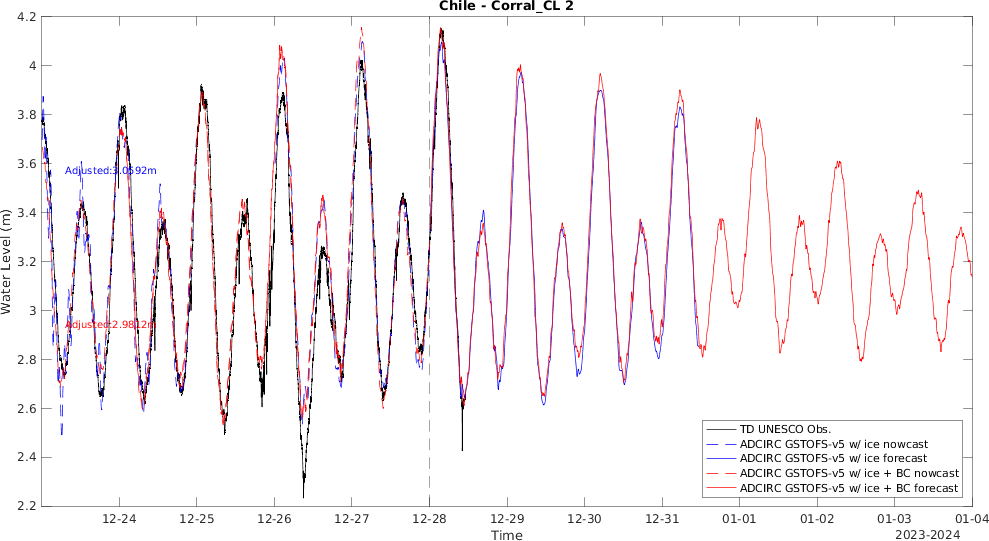 Chile - Corral_CL 2
4.2
4
3.8
3.6
3.4
3.2
3
2.8
2.6
2.4
2.2
Water Level (m)
Adjusted:3.0592m
Adjusted:2.9812m
TD UNESCO Obs.
ADCIRC GSTOFS-v5 w/ ice nowcast
ADCIRC GSTOFS-v5 w/ ice forecast
ADCIRC GSTOFS-v5 w/ ice + BC nowcast
ADCIRC GSTOFS-v5 w/ ice + BC forecast
12-24 12-25 12-26 12-27 12-28 12-29 12-30 12-31 01-01 01-02 01-03 01-04
Time
2023-2024